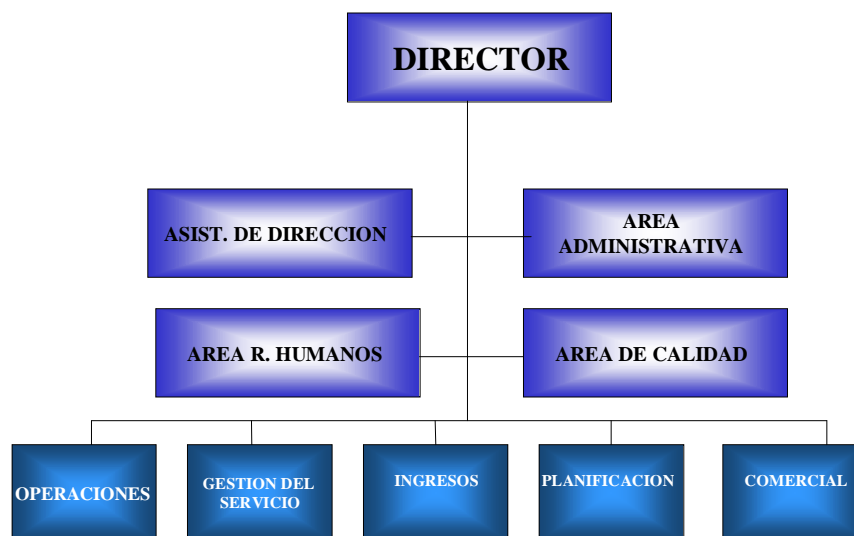 DIRECTOR
ASIST. DE DIRECCION
AREA
ADMINISTRATIVA
AREA R. HUMANOS
AREA DE CALIDAD
OPERACIONES
GESTION DEL
SERVICIO
INGRESOS
PLANIFICACION
COMERCIAL